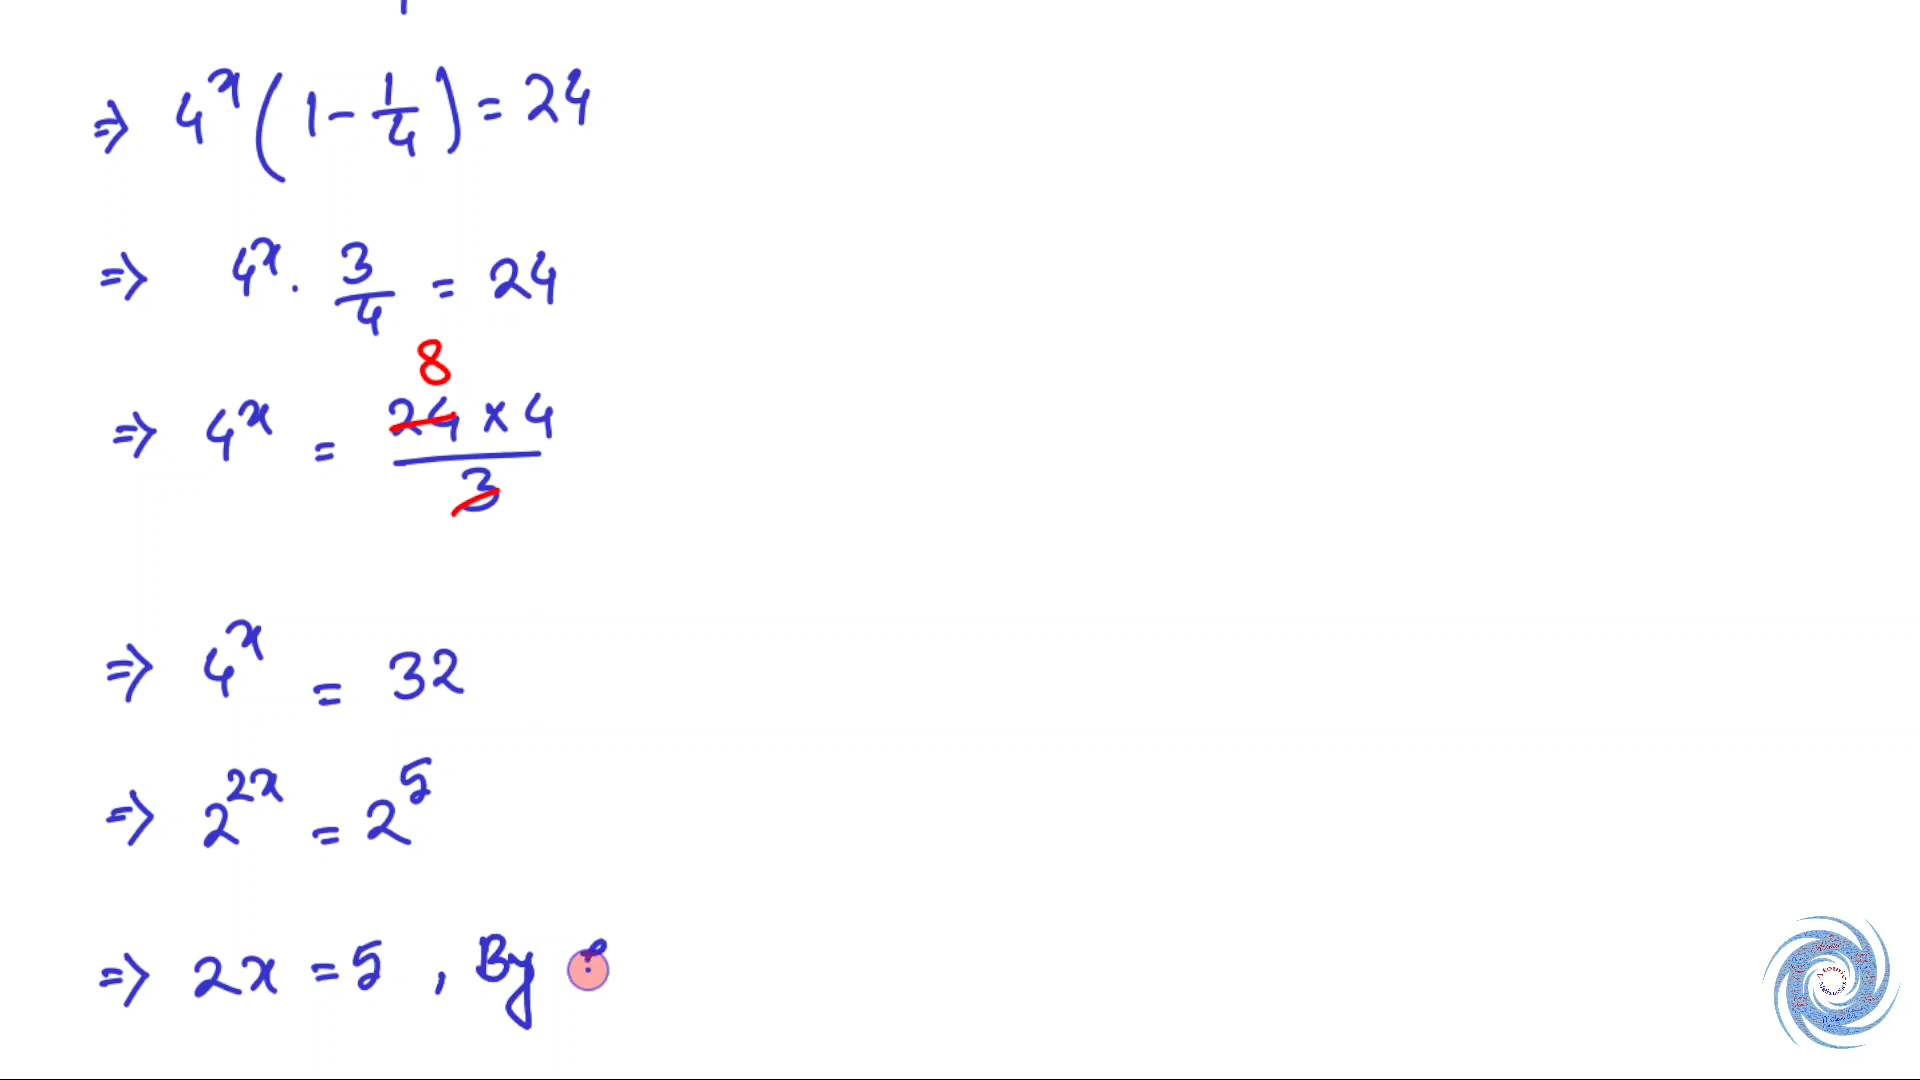 ⇒ 4^x (1 - 1/4) = 24
⇒ 4^x . 3/4 = 24
8
⇒ 4^x = 24 × 4 / 3
⇒ 4^x = 32
⇒ 2^2x = 2^5
⇒ 2x = 5 , By